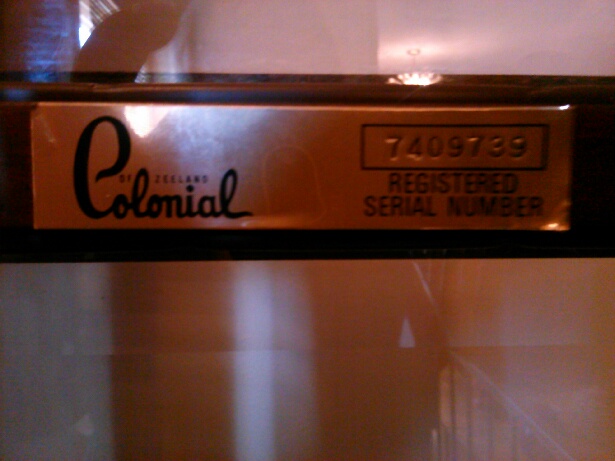 Colonial
OF ZEELAND
7409739
REGISTERED
SERIAL NUMBER